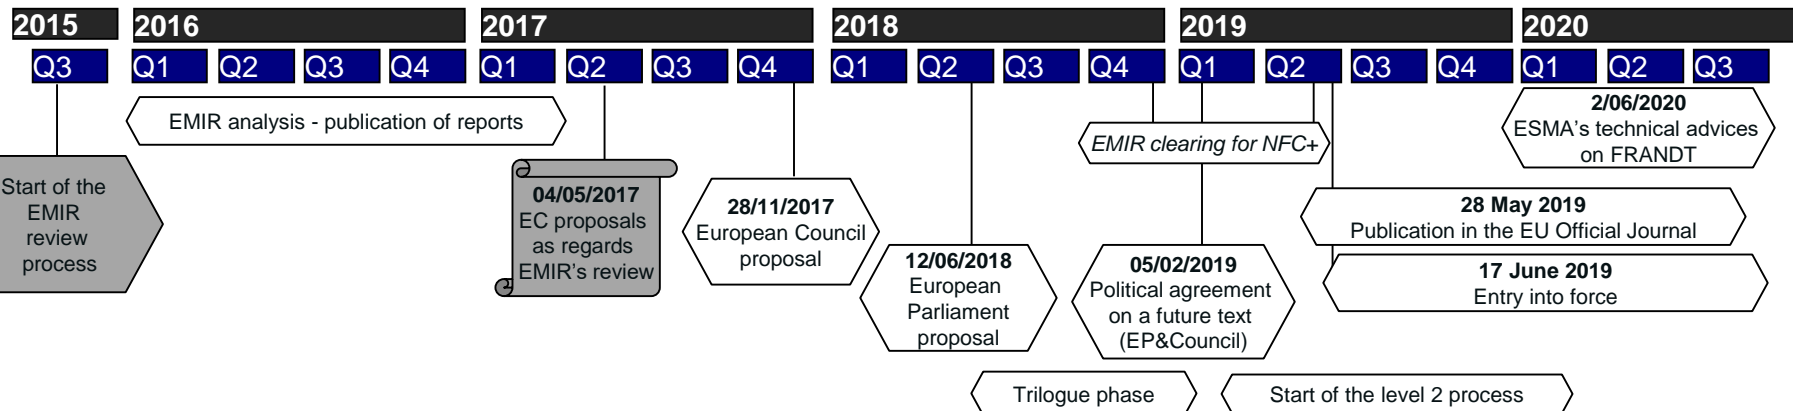 2015 2016 2017 2018 2019 2020
Q3 Q1 Q2 Q3 Q4 Q1 Q2 Q3 Q4 Q1 Q2 Q3 Q4 Q1 Q2 Q3 Q4 Q1 Q2 Q3
EMIR analysis - publication of reports
Start of the
EMIR
review
process
04/05/2017
EC proposals
as regards
EMIR's review
28/11/2017
European Council
proposal
12/06/2018
European
Parliament
proposal
EMIR clearing for NFC+
05/02/2019
Political agreement
on a future text
(EP&Council)
2/06/2020
ESMA's technical advices
on FRANDT
28 May 2019
Publication in the EU Official Journal
17 June 2019
Entry into force
Trilogue phase
Start of the level 2 process